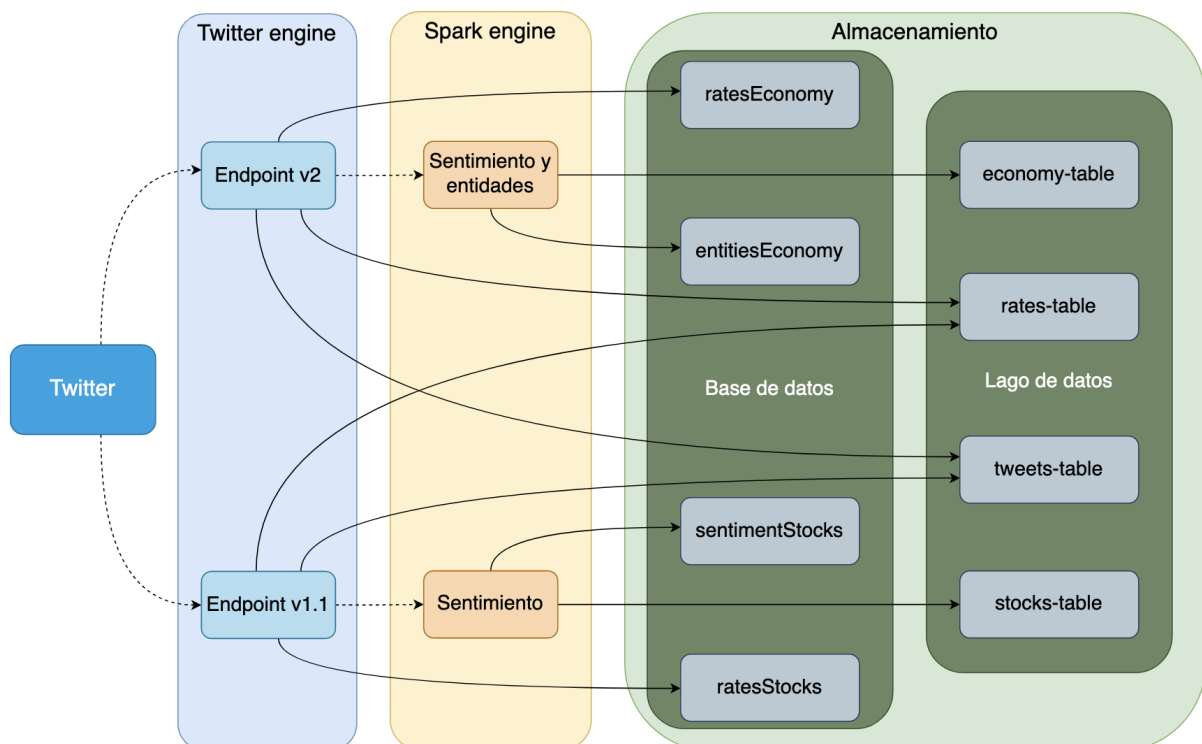 Twitter engine
Spark engine
Almacenamiento
ratesEconomy
Endpoint v2
Sentimiento y
entidades
economy-table
entitiesEconomy
rates-table
Twitter
Base de datos
Lago de datos
tweets-table
sentimentStocks
Endpoint v1.1
Sentimiento
stocks-table
ratesStocks